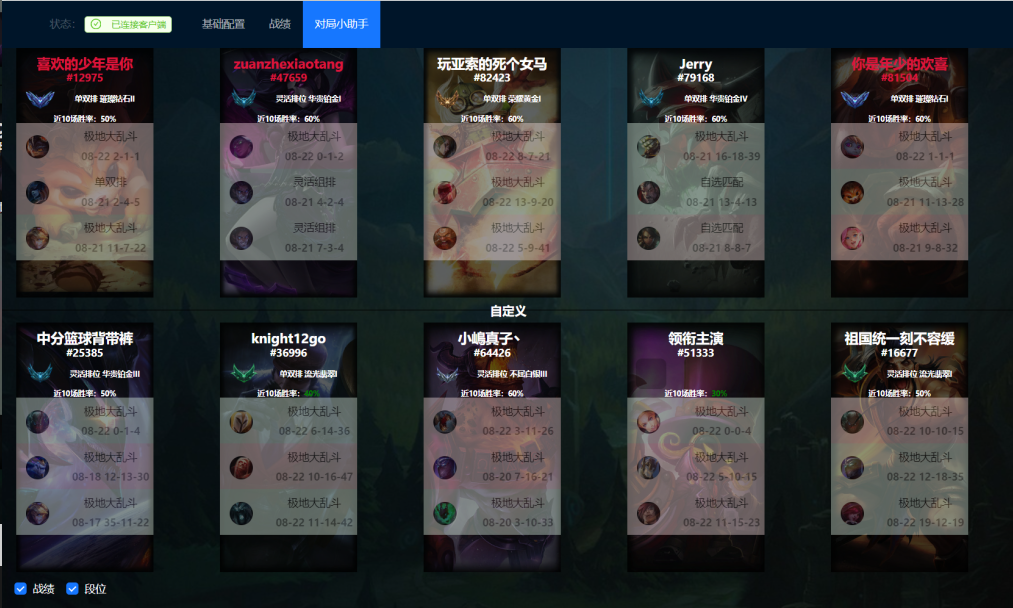 状态: 已连接客户端 基础配置 战绩 对局小助手
喜欢的少年是你
#12975
单双排 璀璨钻石II
近10场胜率: 50%
极地大乱斗
08-22 2-1-1
单双排
08-21 2-4-5
极地大乱斗
08-21 11-7-22
zuanzhexiaotang
#47659
灵活排位 华贵铂金I
近10场胜率: 60%
极地大乱斗
08-22 0-1-2
灵活组排
08-21 4-2-4
灵活组排
08-21 7-3-4
玩亚索的死个女马
#82423
单双排 荣耀黄金I
近10场胜率: 60%
极地大乱斗
08-22 8-7-21
极地大乱斗
08-22 13-9-20
极地大乱斗
08-22 5-9-41
Jerry
#79168
单双排 华贵铂金IV
近10场胜率: 60%
极地大乱斗
08-21 16-18-39
自选匹配
08-21 13-4-13
自选匹配
08-21 8-8-7
你是年少的欢喜
#81504
单双排 璀璨钻石I
近10场胜率: 60%
极地大乱斗
08-22 1-1-1
极地大乱斗
08-21 11-13-28
极地大乱斗
08-21 9-8-32
自定义
中分篮球背带裤
#25385
灵活排位 华贵铂金III
近10场胜率: 50%
极地大乱斗
08-22 0-1-4
极地大乱斗
08-18 12-13-30
极地大乱斗
08-17 35-11-22
knight12go
#36996
单双排 流光翡翠I
近10场胜率: 40%
极地大乱斗
08-22 6-14-36
极地大乱斗
08-22 10-16-47
极地大乱斗
08-22 11-14-42
小嶋真子丶
#64426
灵活排位 不屈白银III
近10场胜率: 60%
极地大乱斗
08-22 3-11-26
极地大乱斗
08-20 7-16-21
极地大乱斗
08-20 3-10-33
领衔主演
#51333
近10场胜率: 30%
极地大乱斗
08-22 0-0-4
极地大乱斗
08-22 5-10-15
极地大乱斗
08-22 11-15-23
祖国统一刻不容缓
#16677
灵活排位 流光翡翠I
近10场胜率: 50%
极地大乱斗
08-22 10-10-15
极地大乱斗
08-22 12-18-35
极地大乱斗
08-22 19-12-19
战绩 段位